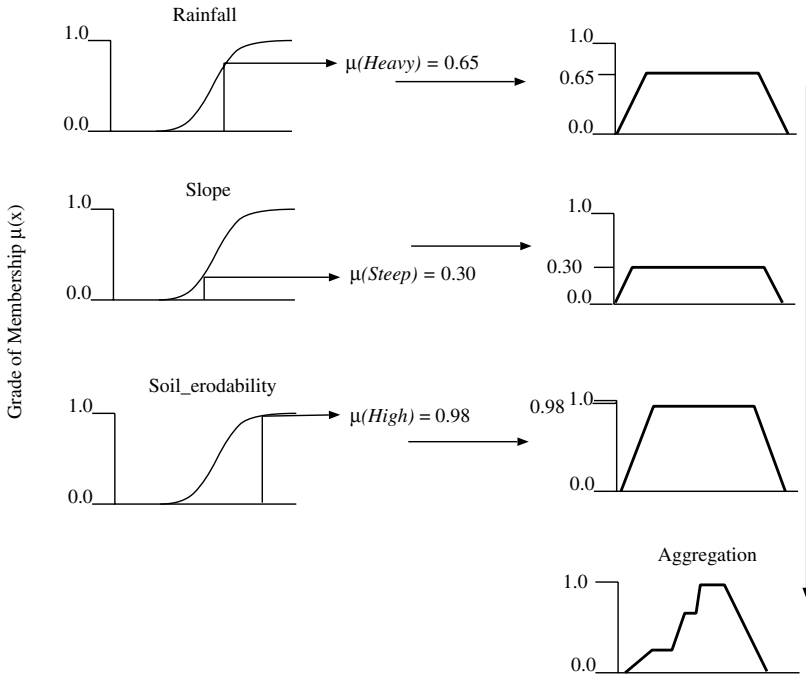 Rainfall
1.0
0.0
μ(Heavy) = 0.65
1.0
0.65
0.0
Slope
1.0
0.0
μ(Steep) = 0.30
1.0
0.30
0.0
Grade of Membership μ(x)
Soil_erodability
1.0
0.0
μ(High) = 0.98
0.98 1.0
0.0
Aggregation
1.0
0.0